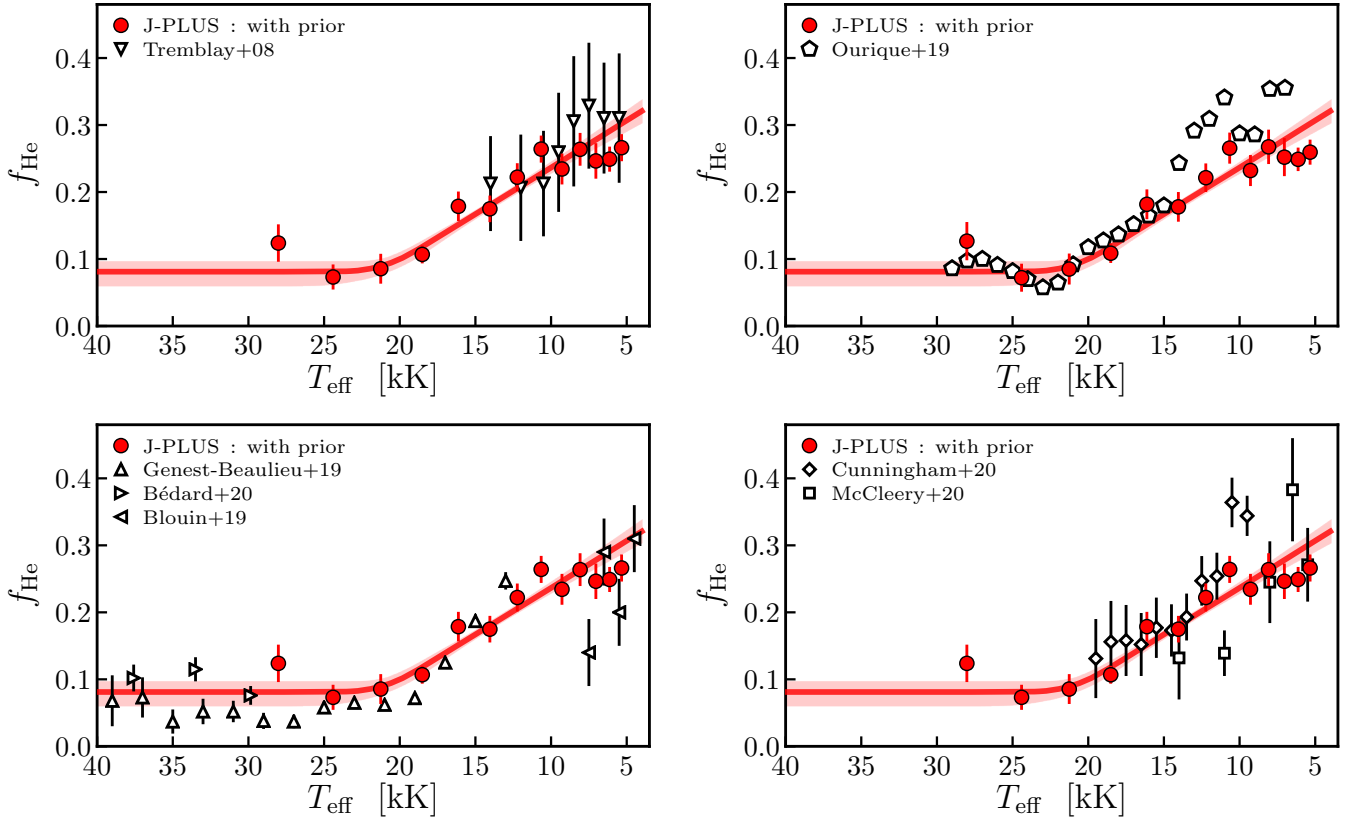 J-PLUS : with prior
Tremblay+08
0.4
0.3
0.2
0.1
0.0
f_He
40 35 30 25 20 15 10 5
T_eff [kK]
J-PLUS : with prior
Ourique+19
0.4
0.3
0.2
0.1
0.0
f_He
40 35 30 25 20 15 10 5
T_eff [kK]
J-PLUS : with prior
Genest-Beaulieu+19
Bédard+20
Blouin+19
0.4
0.3
0.2
0.1
0.0
f_He
40 35 30 25 20 15 10 5
T_eff [kK]
J-PLUS : with prior
Cunningham+20
McCleery+20
0.4
0.3
0.2
0.1
0.0
f_He
40 35 30 25 20 15 10 5
T_eff [kK]